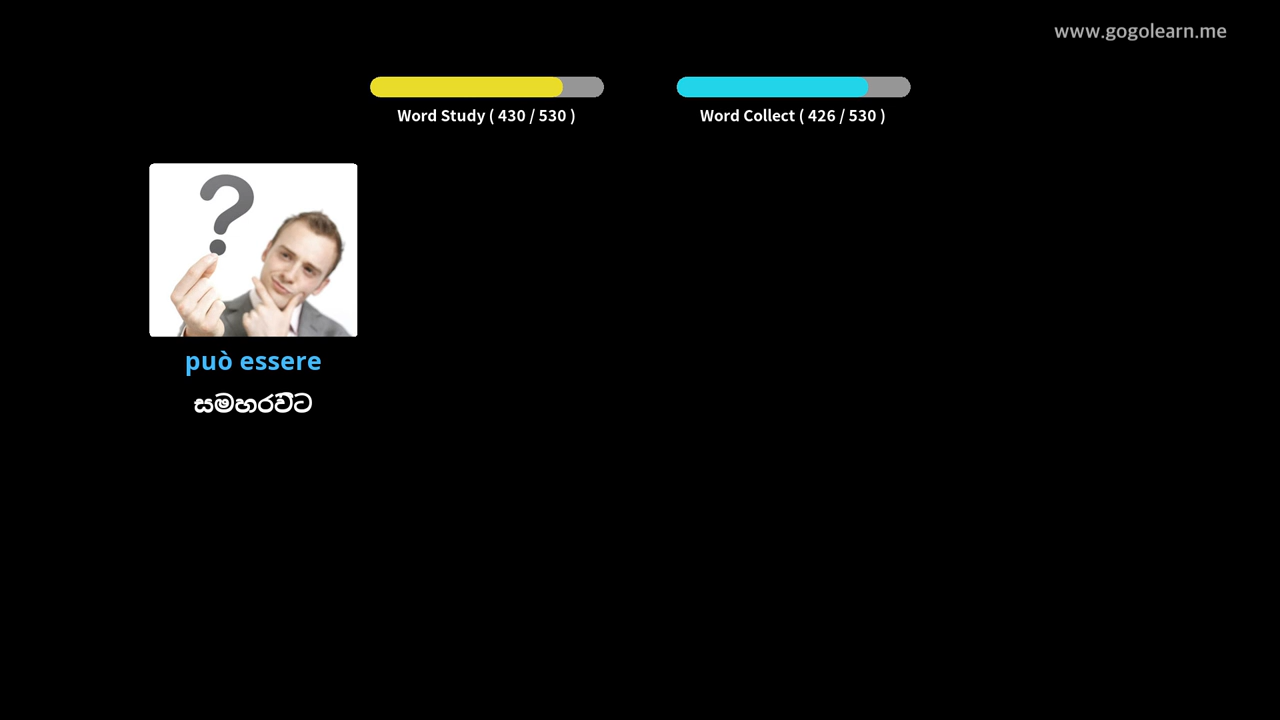 www.gogolearn.me
Word Study ( 430 / 530 )
Word Collect ( 426 / 530 )
può essere
සමහරවිට